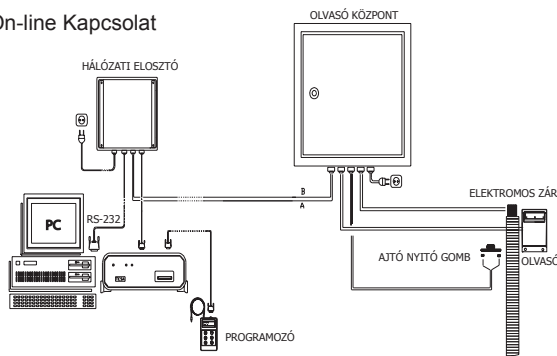 On-line Kapcsolat
OLVASÓ KÖZPONT
HÁLÓZATI ELOSZTÓ
B
A
ELEKTROMOS ZÁR
RS-232
PC
AJTÓ NYITÓ GOMB
OLVASÓ
PROGRAMOZÓ